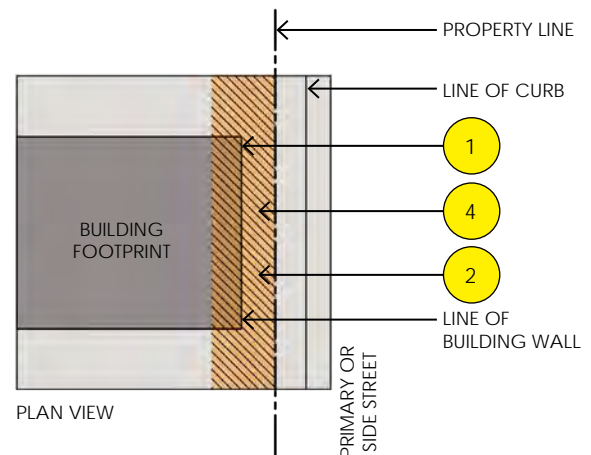 PROPERTY LINE
LINE OF CURB
1
4
2
LINE OF
BUILDING WALL
BUILDING
FOOTPRINT
PLAN VIEW
PRIMARY OR
SIDE STREET